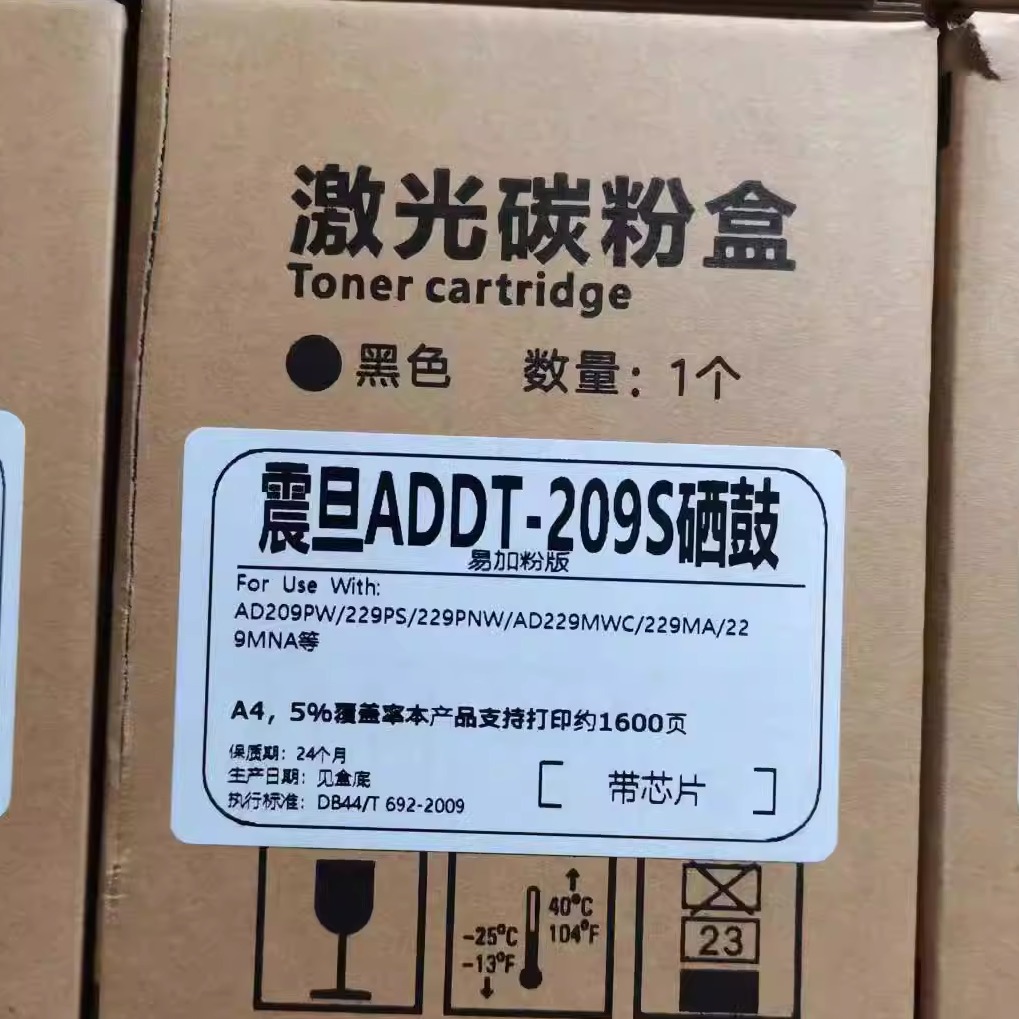 激光碳粉盒
Toner cartridge
黑色 数量：1个
震旦ADDT-209S硒鼓
易加粉版
For Use With:
AD209PW/229PS/229PNW/AD229MWC/229MA/22
9MNA等
A4，5%覆盖率本产品支持打印约1600页
保质期：24个月
生产日期：见盒底
执行标准：DB44/T 692-2009
带芯片
40°C
104°F
-25°C
-13°F
23